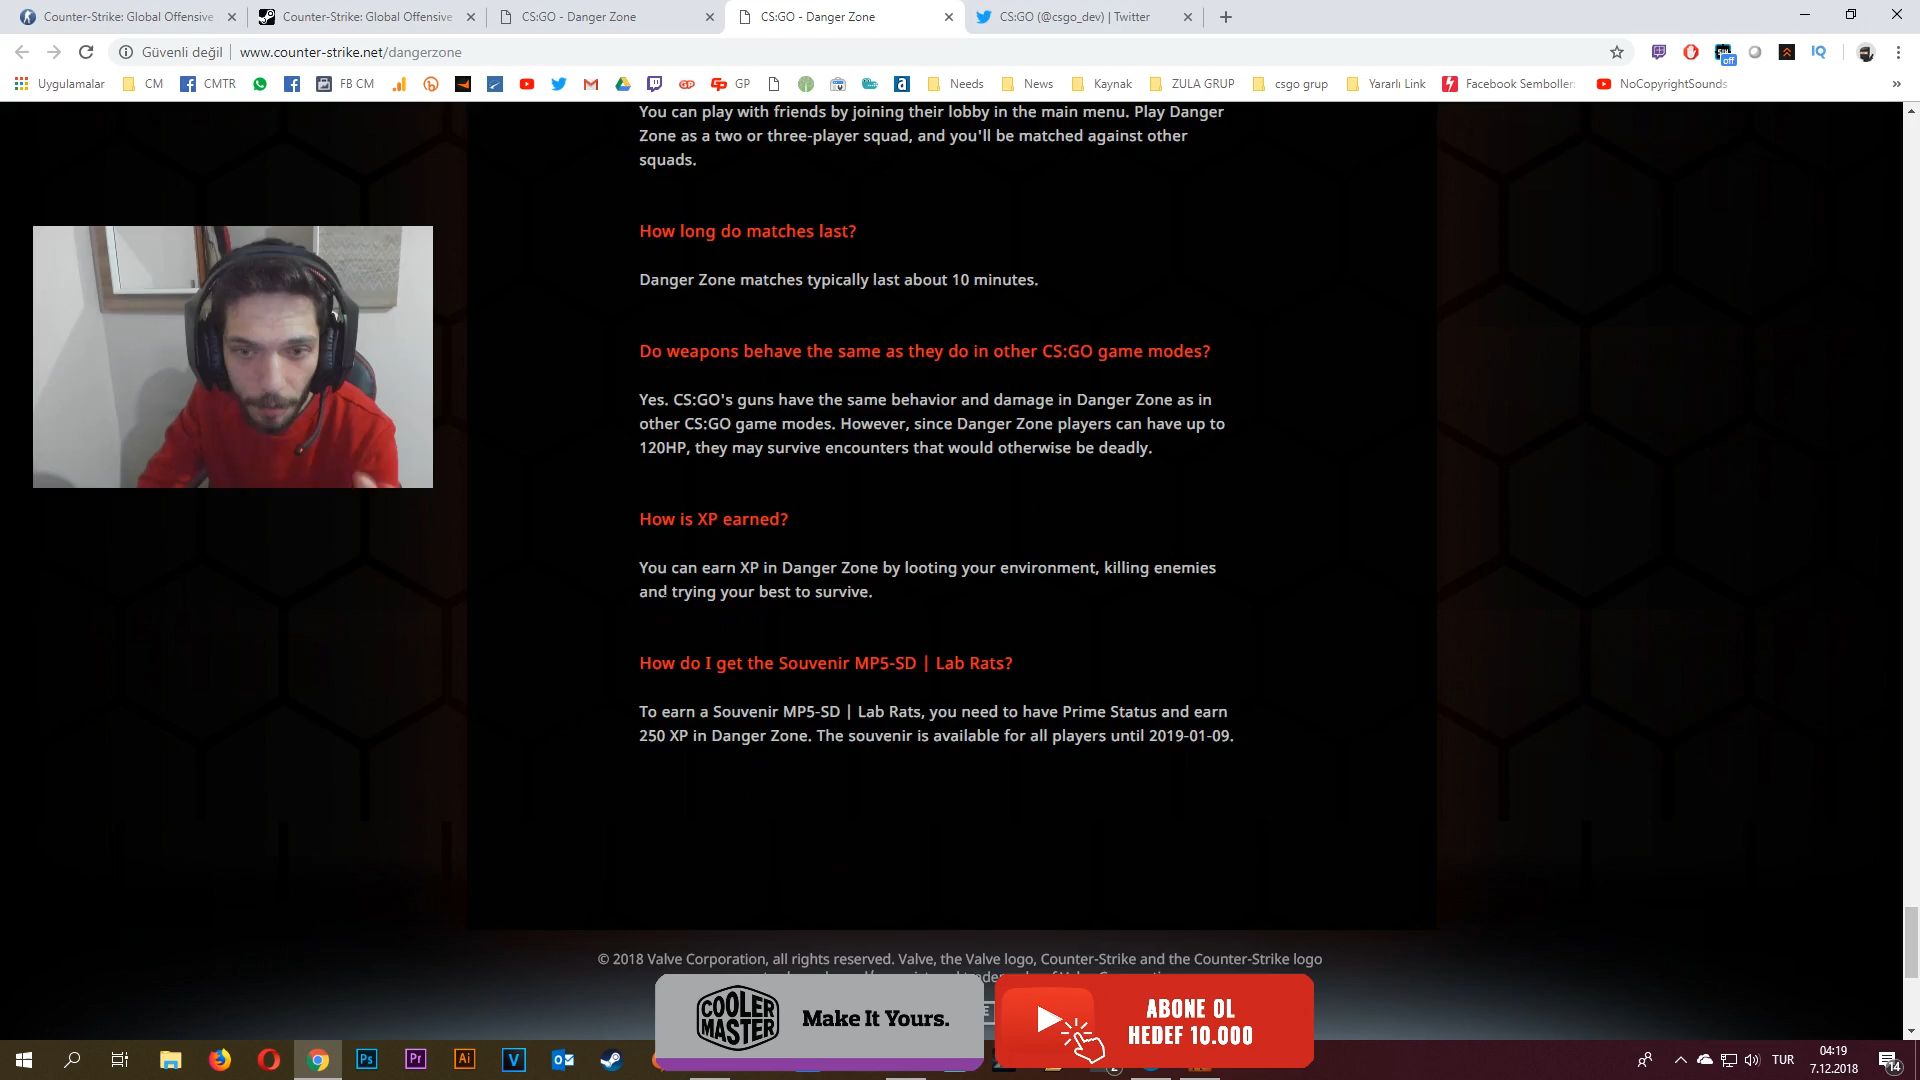 Counter-Strike: Global Offensive
Counter-Strike: Global Offensive
CS:GO - Danger Zone
CS:GO - Danger Zone
CS:GO (@csgo_dev) | Twitter
Güvenli değil
www.counter-strike.net/dangerzone
off
IQ
Uygulamalar
CM
CMTR
FB CM
GP
Needs
News
Kaynak
ZULA GRUP
csgo grup
Yararlı Link
Facebook Semboller
NoCopyrightSounds
You can play with friends by joining their lobby in the main menu. Play Danger
Zone as a two or three-player squad, and you'll be matched against other
squads.
How long do matches last?
Danger Zone matches typically last about 10 minutes.
Do weapons behave the same as they do in other CS:GO game modes?
Yes. CS:GO's guns have the same behavior and damage in Danger Zone as in
other CS:GO game modes. However, since Danger Zone players can have up to
120HP, they may survive encounters that would otherwise be deadly.
How is XP earned?
You can earn XP in Danger Zone by looting your environment, killing enemies
and trying your best to survive.
How do I get the Souvenir MP5-SD | Lab Rats?
To earn a Souvenir MP5-SD | Lab Rats, you need to have Prime Status and earn
250 XP in Danger Zone. The souvenir is available for all players until 2019-01-09.
© 2018 Valve Corporation, all rights reserved. Valve, the Valve logo, Counter-Strike and the Counter-Strike logo
COOLER
MASTER
Make It Yours.
ABONE OL
HEDEF 10.000
Ps
Pr
Ai
V
TUR
04:19
7.12.2018
14